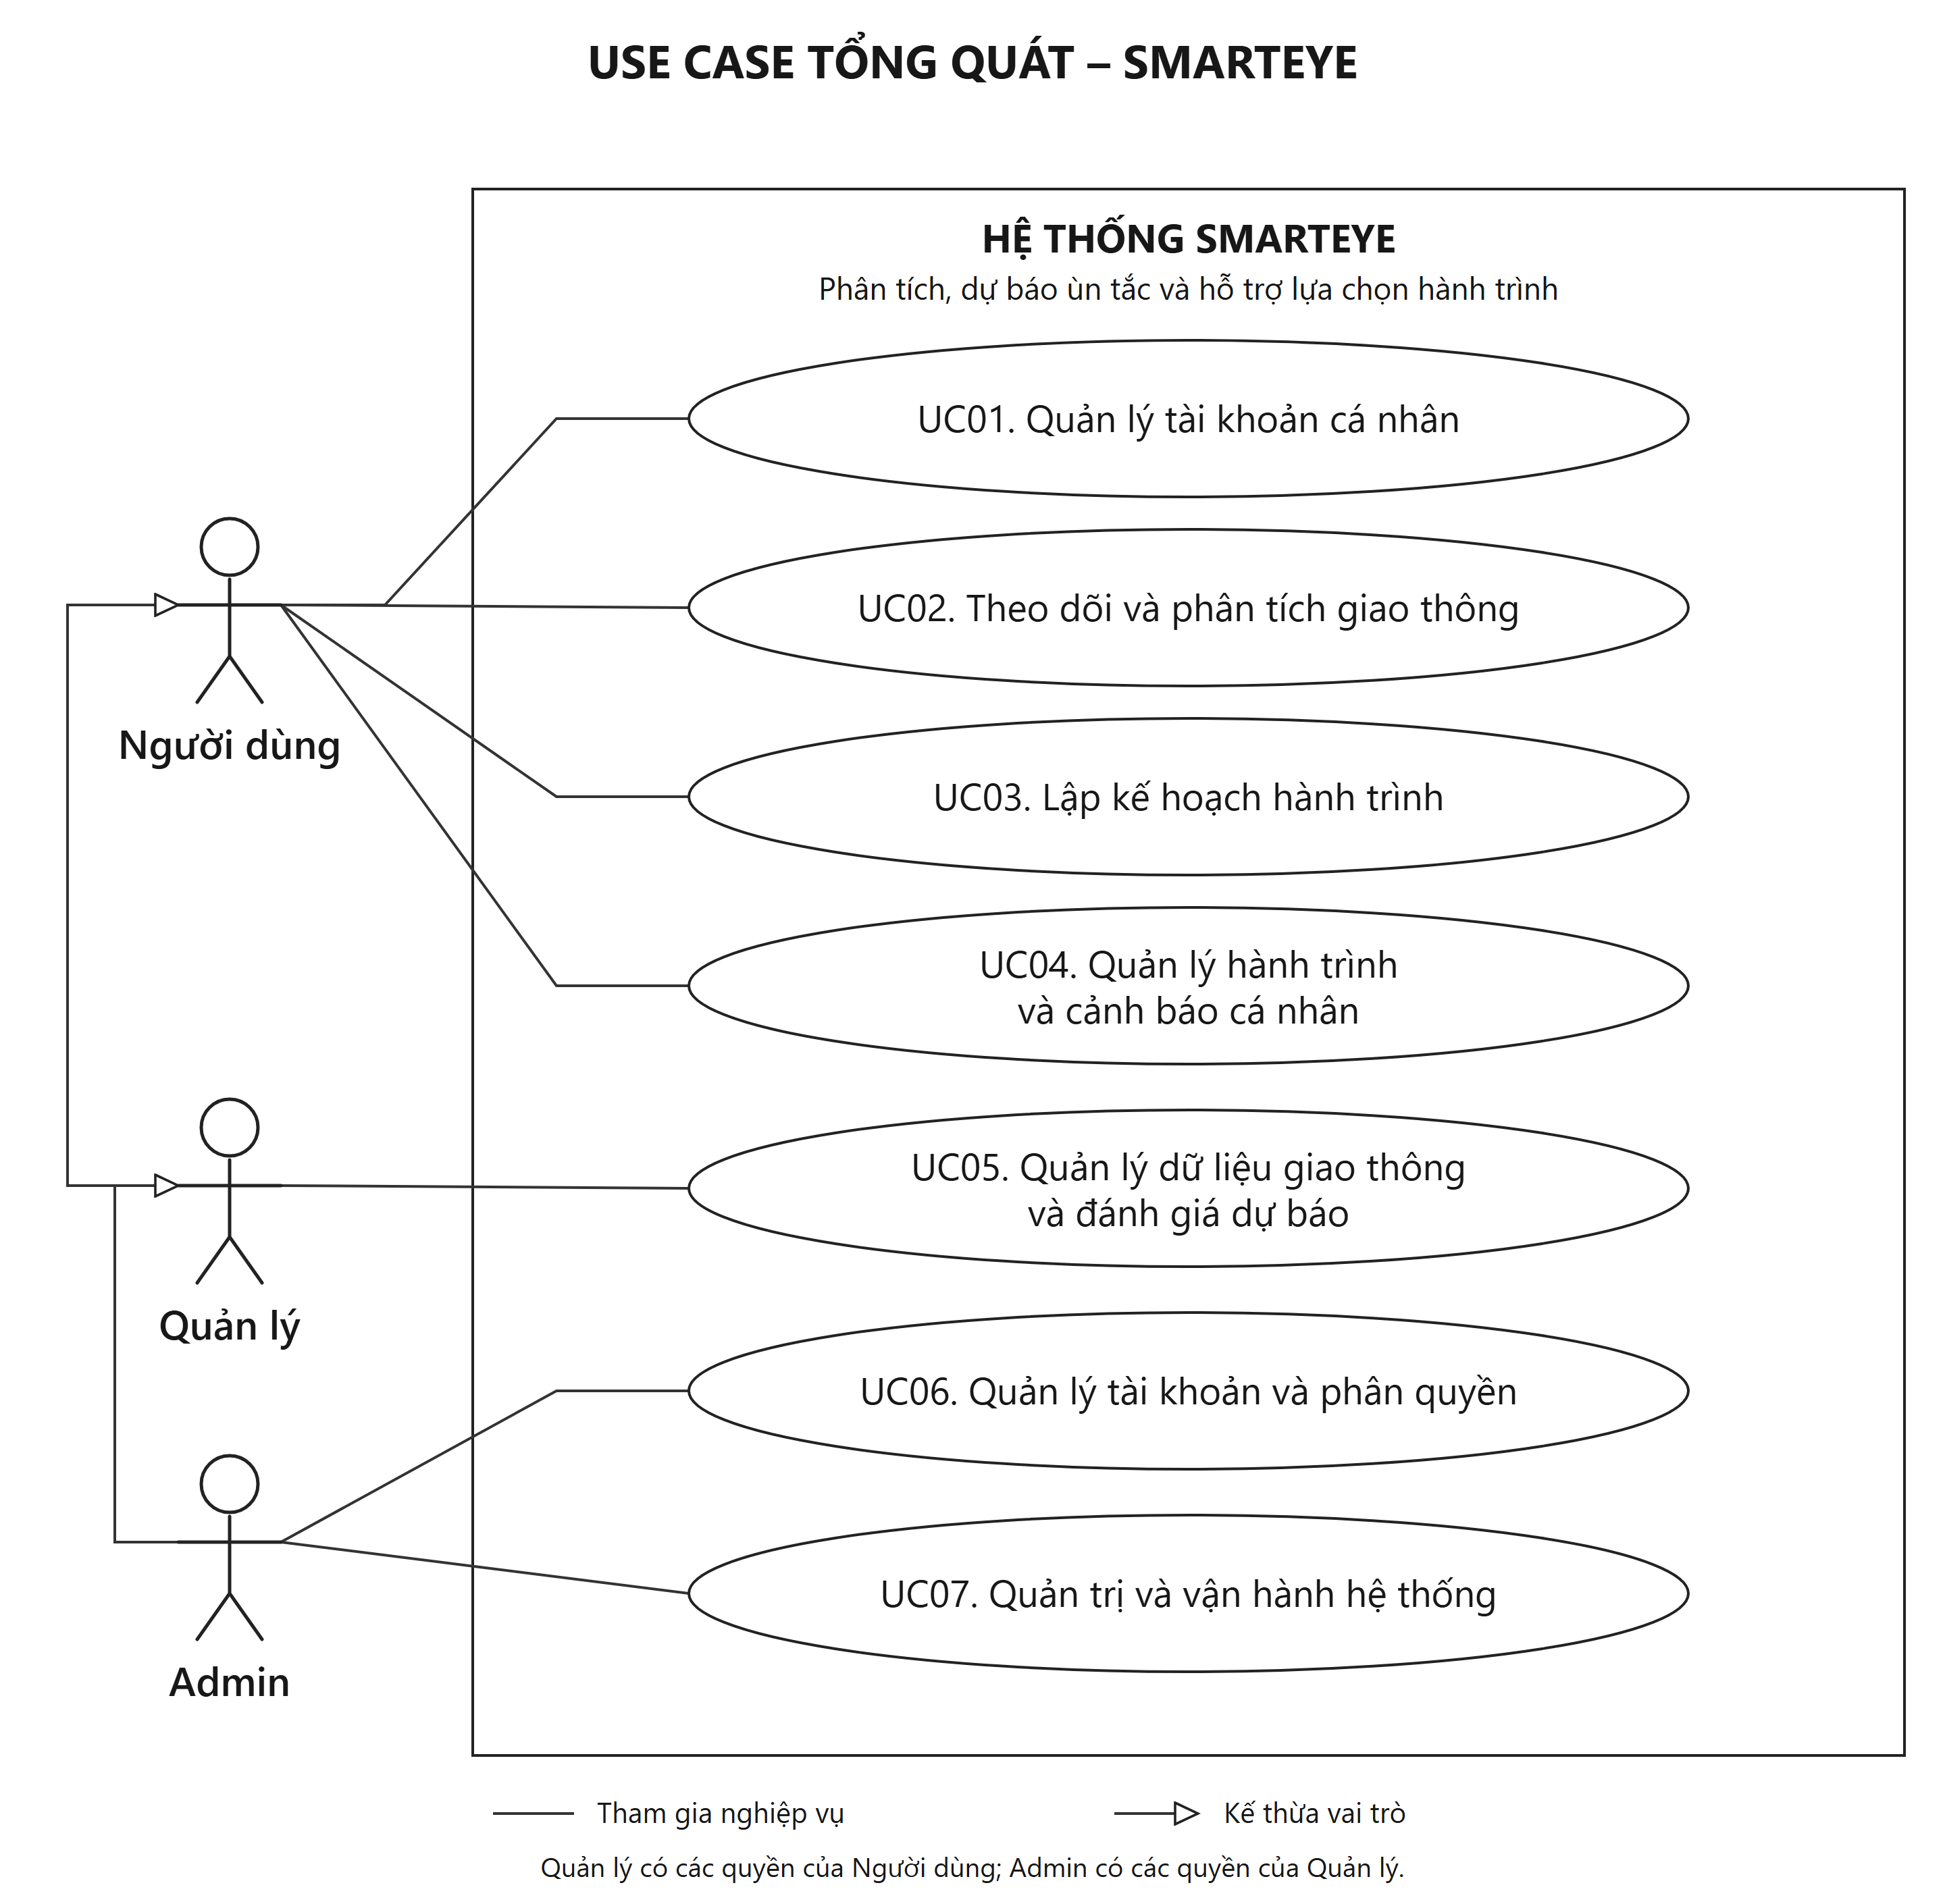 USE CASE TỔNG QUÁT – SMARTEYE
HỆ THỐNG SMARTEYE
Phân tích, dự báo ùn tắc và hỗ trợ lựa chọn hành trình
UC01. Quản lý tài khoản cá nhân
UC02. Theo dõi và phân tích giao thông
Người dùng
UC03. Lập kế hoạch hành trình
UC04. Quản lý hành trình
và cảnh báo cá nhân
UC05. Quản lý dữ liệu giao thông
và đánh giá dự báo
Quản lý
UC06. Quản lý tài khoản và phân quyền
UC07. Quản trị và vận hành hệ thống
Admin
Tham gia nghiệp vụ
Kế thừa vai trò
Quản lý có các quyền của Người dùng; Admin có các quyền của Quản lý.